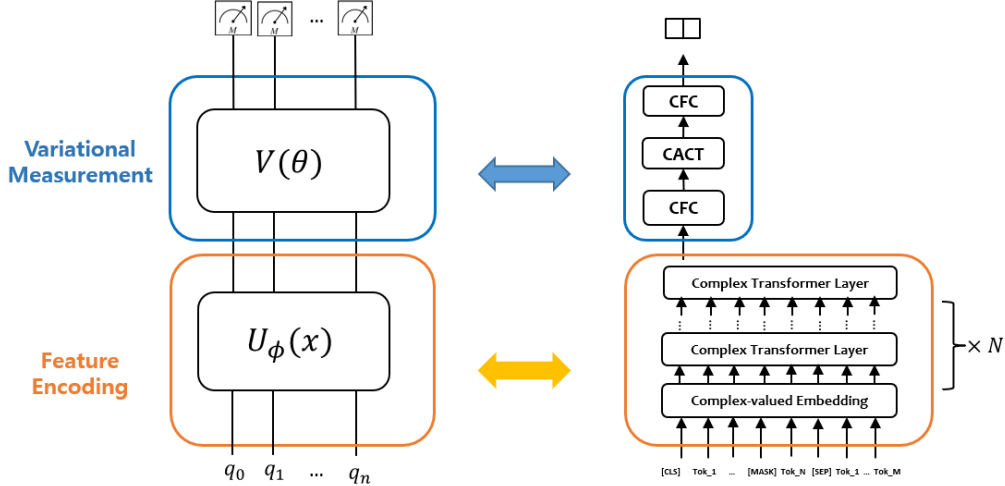 M M ... M
Variational
Measurement
V(θ)
CFC
CACT
CFC
Feature
Encoding
U_ϕ(x)
Complex Transformer Layer
... ... ... ... ... ... ... ...
Complex Transformer Layer
Complex-valued Embedding
× N
q_0 q_1 ... q_n
[CLS] Tok_1 ... [MASK] Tok_N [SEP] Tok_1 ... Tok_M